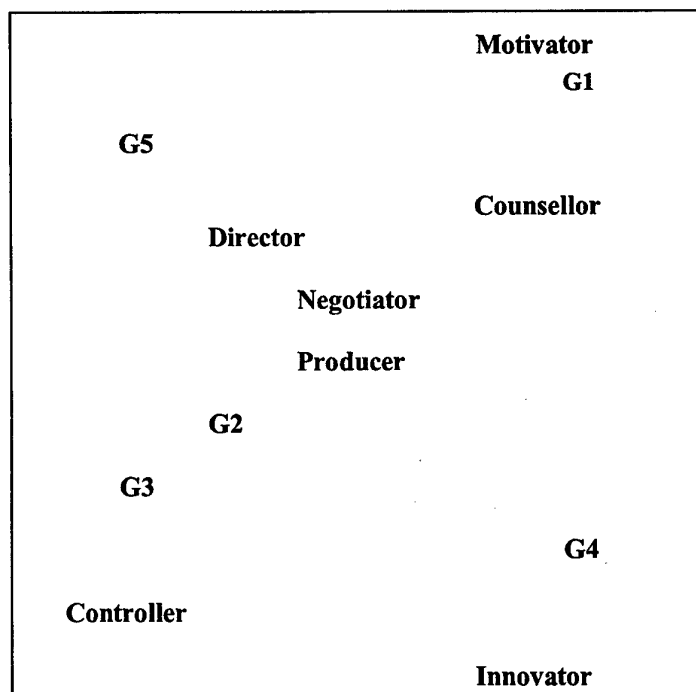 Motivator
G1
G5
Counsellor
Director
Negotiator
Producer
G2
G3
G4
Controller
Innovator